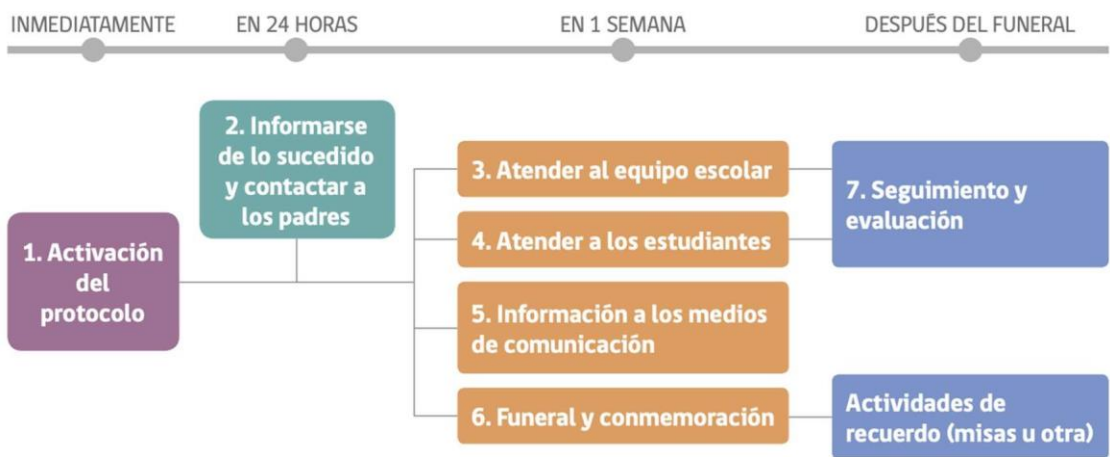 INMEDIATAMENTE
EN 24 HORAS
EN 1 SEMANA
DESPUÉS DEL FUNERAL
1. Activación
del
protocolo
2. Informarse
de lo sucedido
y contactar a
los padres
3. Atender al equipo escolar
4. Atender a los estudiantes
5. Información a los medios
de comunicación
6. Funeral y conmemoración
7. Seguimiento y
evaluación
Actividades de
recuerdo (misas u otra)